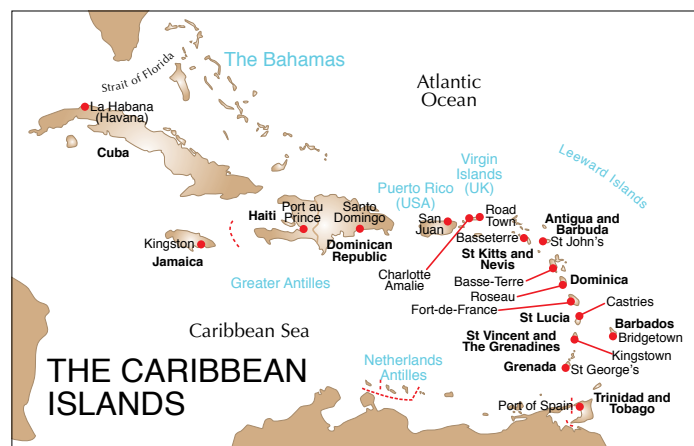 The Bahamas
Strait of Florida
Atlantic
Ocean
La Habana
(Havana)
Cuba
Leeward Islands
Virgin
Islands
(UK)
Puerto Rico
(USA)
Haiti
Port au
Prince
Santo
Domingo
Dominican
Republic
San
Juan
Road
Town
Antigua and
Barbuda
St John's
Basseterre
St Kitts and
Nevis
Kingston
Jamaica
Charlotte
Amalie
Greater Antilles
Basse-Terre
Dominica
Roseau
Fort-de-France
Castries
St Lucia
Barbados
Bridgetown
Caribbean Sea
St Vincent and
The Grenadines
Kingstown
Netherlands
Antilles
Grenada
St George's
THE CARIBBEAN
ISLANDS
Port of Spain
Trinidad and
Tobago